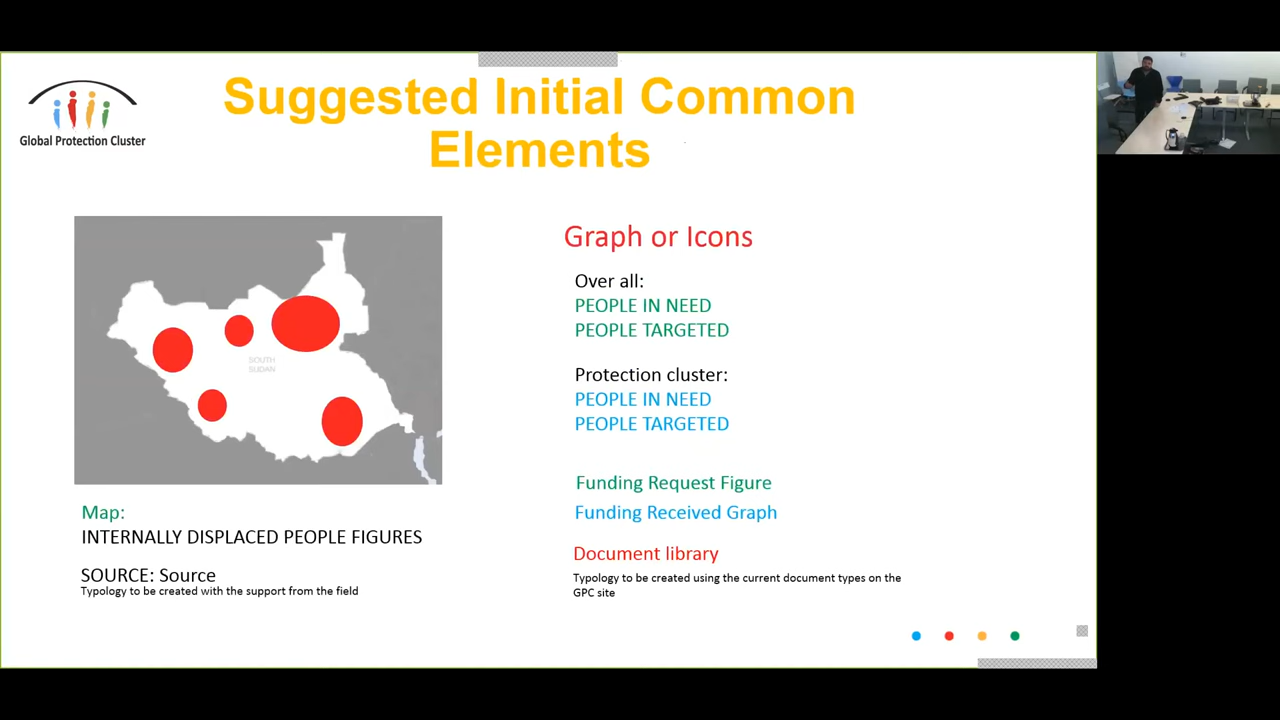 Suggested Initial Common
Elements
Global Protection Cluster
SOUTH
SUDAN
Map:
INTERNALLY DISPLACED PEOPLE FIGURES
SOURCE: Source
Typology to be created with the support from the field
Graph or Icons
Over all:
PEOPLE IN NEED
PEOPLE TARGETED
Protection cluster:
PEOPLE IN NEED
PEOPLE TARGETED
Funding Request Figure
Funding Received Graph
Document library
Typology to be created using the current document types on the
GPC site